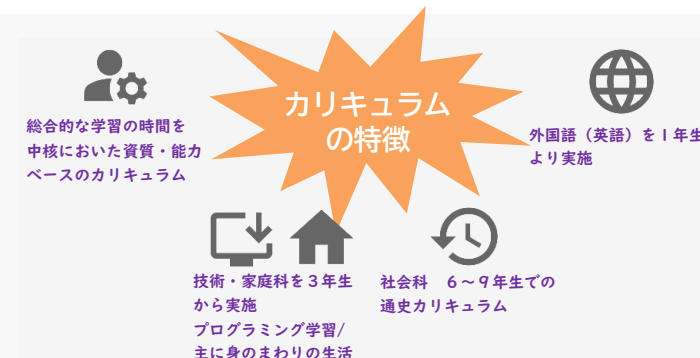 カリキュラム
の特徴
総合的な学習の時間を
中核においた資質・能力
ベースのカリキュラム
外国語（英語）を1年生
より実施
技術・家庭科を３年生
から実施
プログラミング学習/
主に身のまわりの生活
社会科　６～９年生での
通史カリキュラム